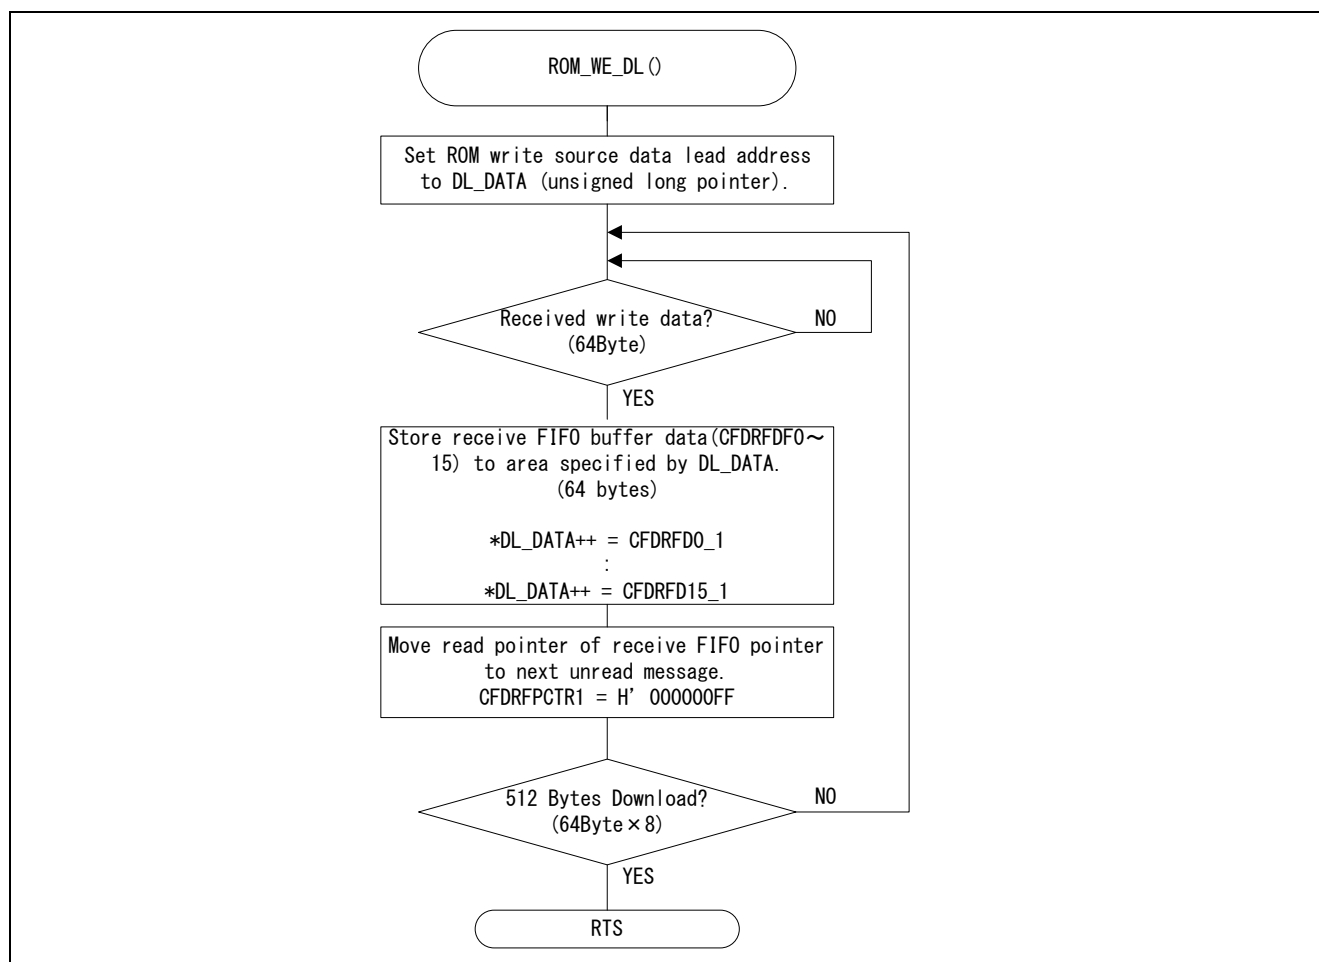 ROM_WE_DL()
Set ROM write source data lead address
to DL_DATA (unsigned long pointer).
Received write data?
(64Byte)
NO
YES
Store receive FIFO buffer data(CFDRFDF0～
15) to area specified by DL_DATA.
(64 bytes)
*DL_DATA++ = CFDRFD0_1
:
*DL_DATA++ = CFDRFD15_1
Move read pointer of receive FIFO pointer
to next unread message.
CFDRFPCTR1 = H’ 000000FF
512 Bytes Download?
(64Byte×8)
NO
YES
RTS